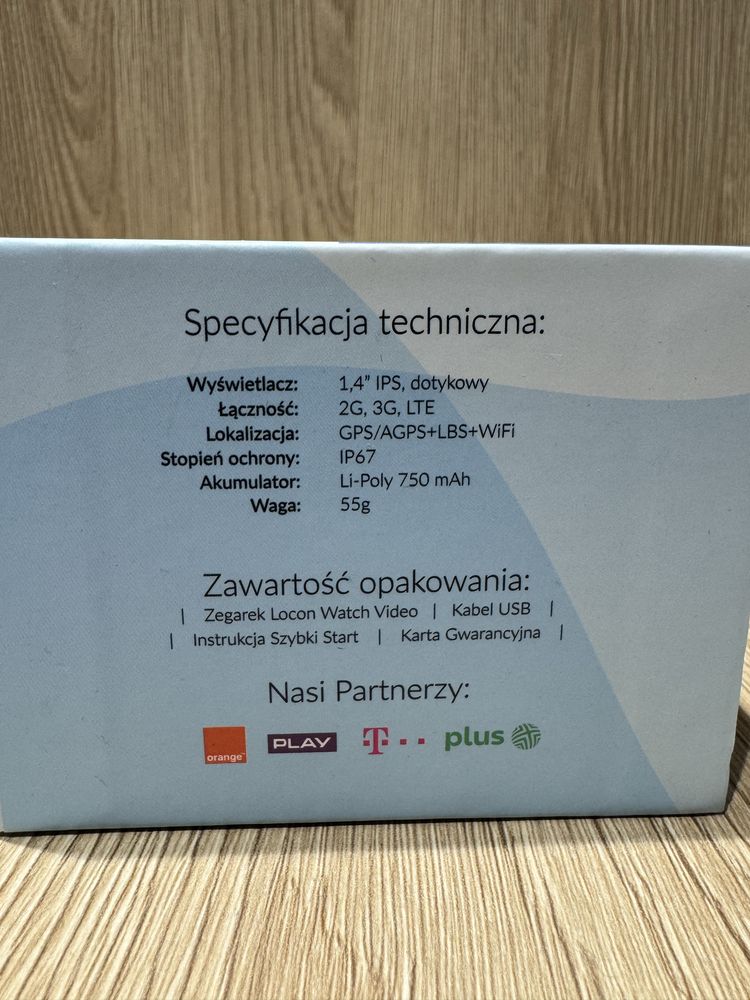 Specyfikacja techniczna:
Wyświetlacz: 1,4" IPS, dotykowy
Łączność: 2G, 3G, LTE
Lokalizacja: GPS/AGPS+LBS+WiFi
Stopień ochrony: IP67
Akumulator: Li-Poly 750 mAh
Waga: 55g
Zawartość opakowania:
| Zegarek Locon Watch Video | Kabel USB |
| Instrukcja Szybki Start | Karta Gwarancyjna |
Nasi Partnerzy:
orange™ PLAY T plus